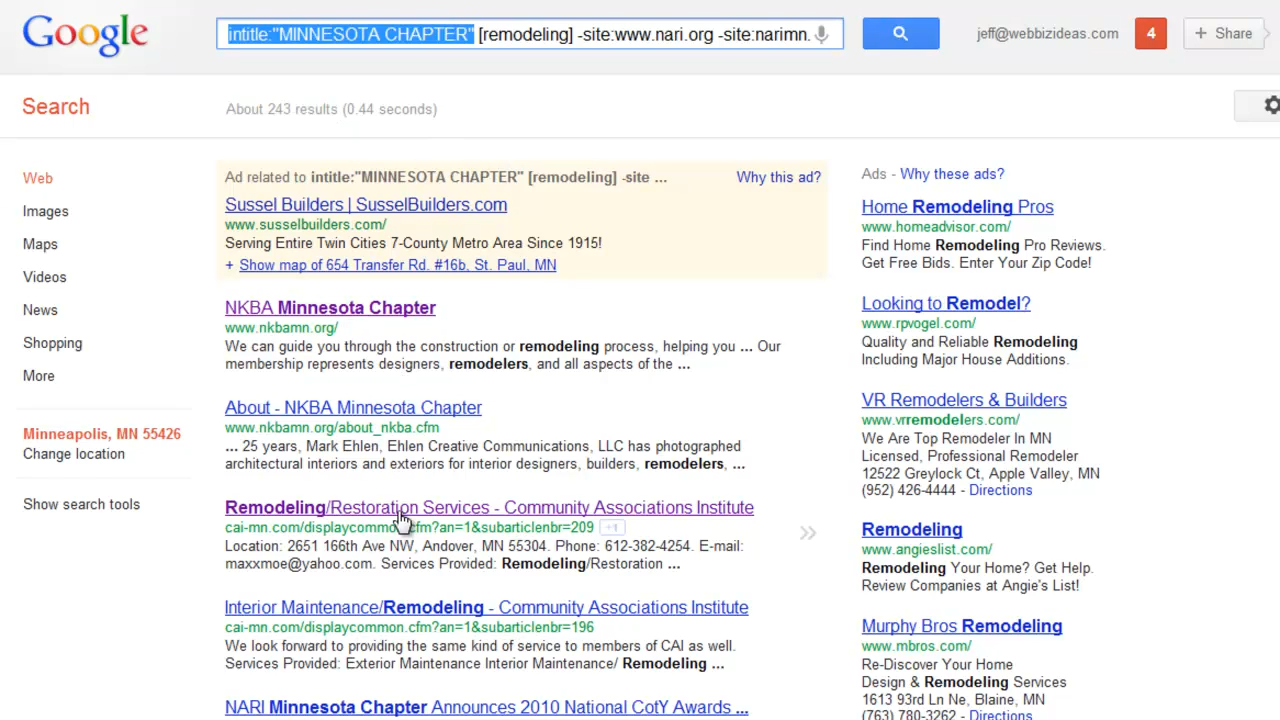 Google
intitle:"MINNESOTA CHAPTER" [remodeling] -site:www.nari.org -site:narimn.
jeff@webbizideas.com
4
+ Share
Search
About 243 results (0.44 seconds)
Web
Images
Maps
Videos
News
Shopping
More
Minneapolis, MN 55426
Change location
Show search tools
Ad related to intitle:"MINNESOTA CHAPTER" [remodeling] -site ...
Why this ad?
Sussel Builders | SusselBuilders.com
www.susselbuilders.com/
Serving Entire Twin Cities 7-County Metro Area Since 1915!
+ Show map of 654 Transfer Rd. #16b, St. Paul, MN
NKBA Minnesota Chapter
www.nkbamn.org/
We can guide you through the construction or remodeling process, helping you ... Our
membership represents designers, remodelers, and all aspects of the ...
About - NKBA Minnesota Chapter
www.nkbamn.org/about_nkba.cfm
... 25 years, Mark Ehlen, Ehlen Creative Communications, LLC has photographed
architectural interiors and exteriors for interior designers, builders, remodelers, ...
Remodeling/Restoration Services - Community Associations Institute
cai-mn.com/displaycommon.cfm?an=1&subarticlenbr=209 +1
Location: 2651 166th Ave NW, Andover, MN 55304. Phone: 612-382-4254. E-mail:
maxxmoe@yahoo.com. Services Provided: Remodeling/Restoration ...
Interior Maintenance/Remodeling - Community Associations Institute
cai-mn.com/displaycommon.cfm?an=1&subarticlenbr=196
We look forward to providing the same kind of service to members of CAI as well.
Services Provided: Exterior Maintenance Interior Maintenance/ Remodeling ...
NARI Minnesota Chapter Announces 2010 National CotY Awards ...
Ads - Why these ads?
Home Remodeling Pros
www.homeadvisor.com/
Find Home Remodeling Pro Reviews.
Get Free Bids. Enter Your Zip Code!
Looking to Remodel?
www.rpvogel.com/
Quality and Reliable Remodeling
Including Major House Additions.
VR Remodelers & Builders
www.vrremodelers.com/
We Are Top Remodeler In MN
Licensed, Professional Remodeler
12522 Greylock Ct, Apple Valley, MN
(952) 426-4444 - Directions
Remodeling
www.angieslist.com/
Remodeling Your Home? Get Help.
Review Companies at Angie's List!
Murphy Bros Remodeling
www.mbros.com/
Re-Discover Your Home
Design & Remodeling Services
1613 93rd Ln Ne, Blaine, MN
(763) 780-3262 - Directions